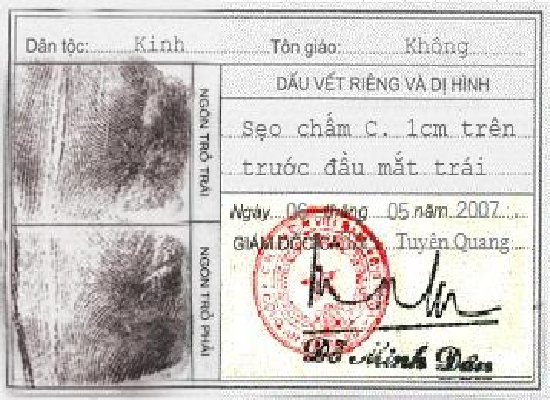 Dân tộc: Kinh Tôn giáo: Không
NGÓN TRỎ TRÁI
NGÓN TRỎ PHẢI
DẤU VẾT RIÊNG VÀ DỊ HÌNH
Sẹo chấm C. 1cm trên
trước đầu mắt trái
Ngày 06 tháng 05 năm 2007
GIÁM ĐỐC CA Tuyên Quang
Đỗ Minh Dân